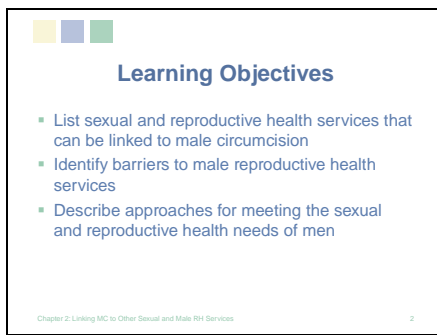 Learning Objectives
▪ List sexual and reproductive health services that
can be linked to male circumcision
▪ Identify barriers to male reproductive health
services
▪ Describe approaches for meeting the sexual
and reproductive health needs of men
Chapter 2: Linking MC to Other Sexual and Male RH Services 2